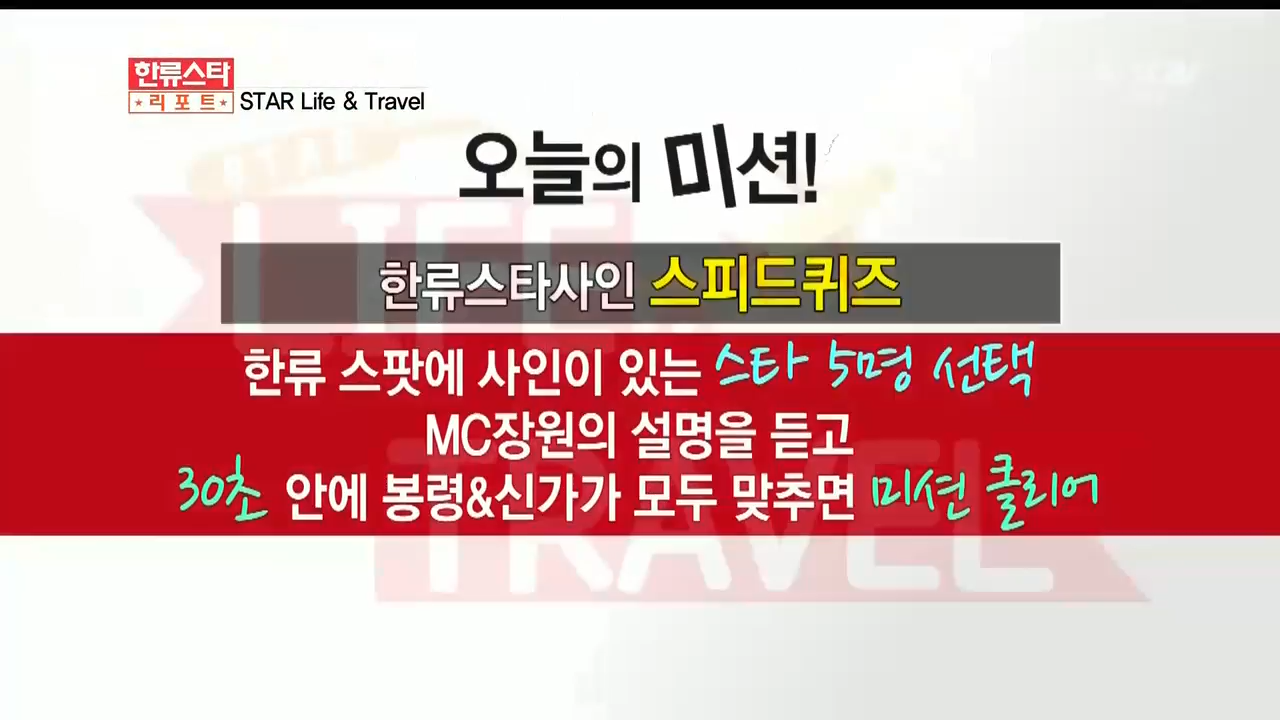 한류스타
★리포트★ STAR Life & Travel
오늘의 미션!
한류스타사인 스피드퀴즈
한류 스팟에 사인이 있는 스타 5명 선택
MC장원의 설명을 듣고
30초 안에 봉령&신가가 모두 맞추면 미션 클리어
LIFE
TRAVEL